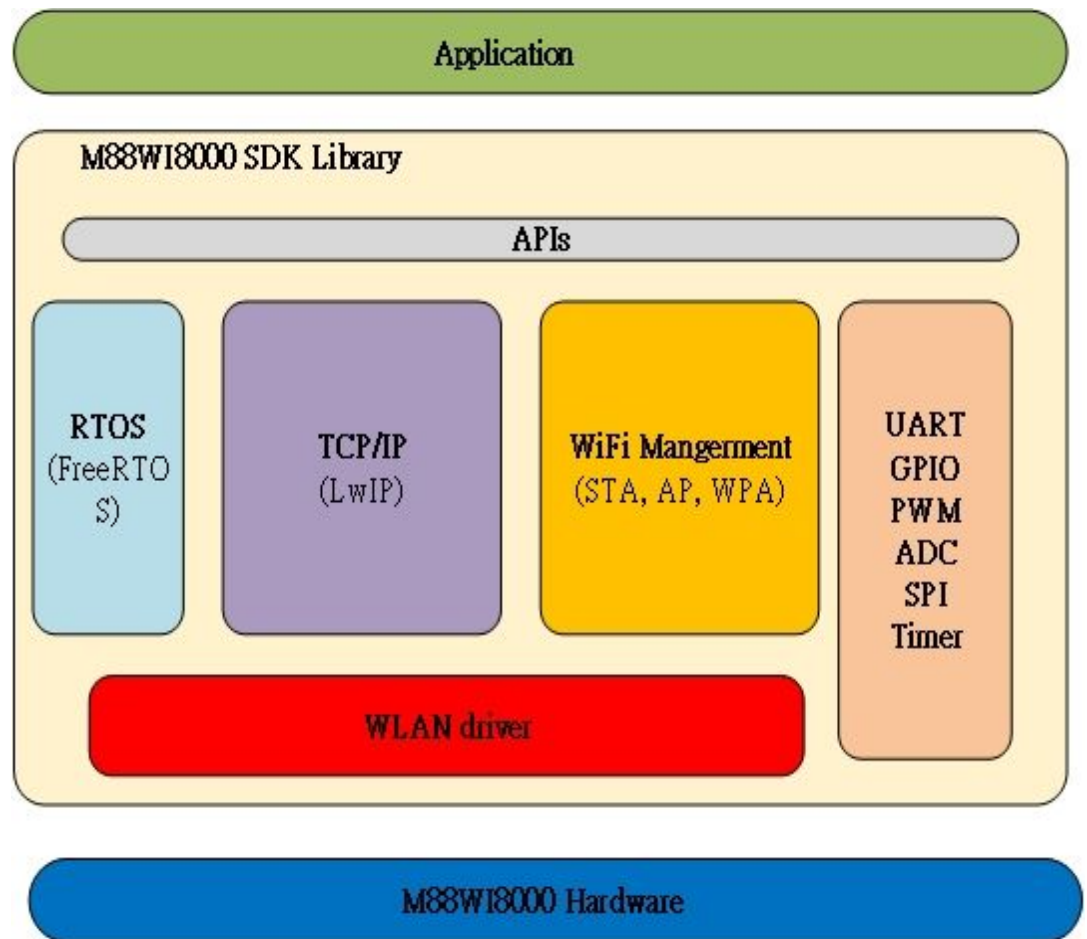 Application
M88WI8000 SDK Library
APIs
RTOS
(FreeRTO
S)
TCP/IP
(LwIP)
WiFi Mangerment
(STA, AP, WPA)
UART
GPIO
PWM
ADC
SPI
Timer
WLAN driver
M88WI8000 Hardware